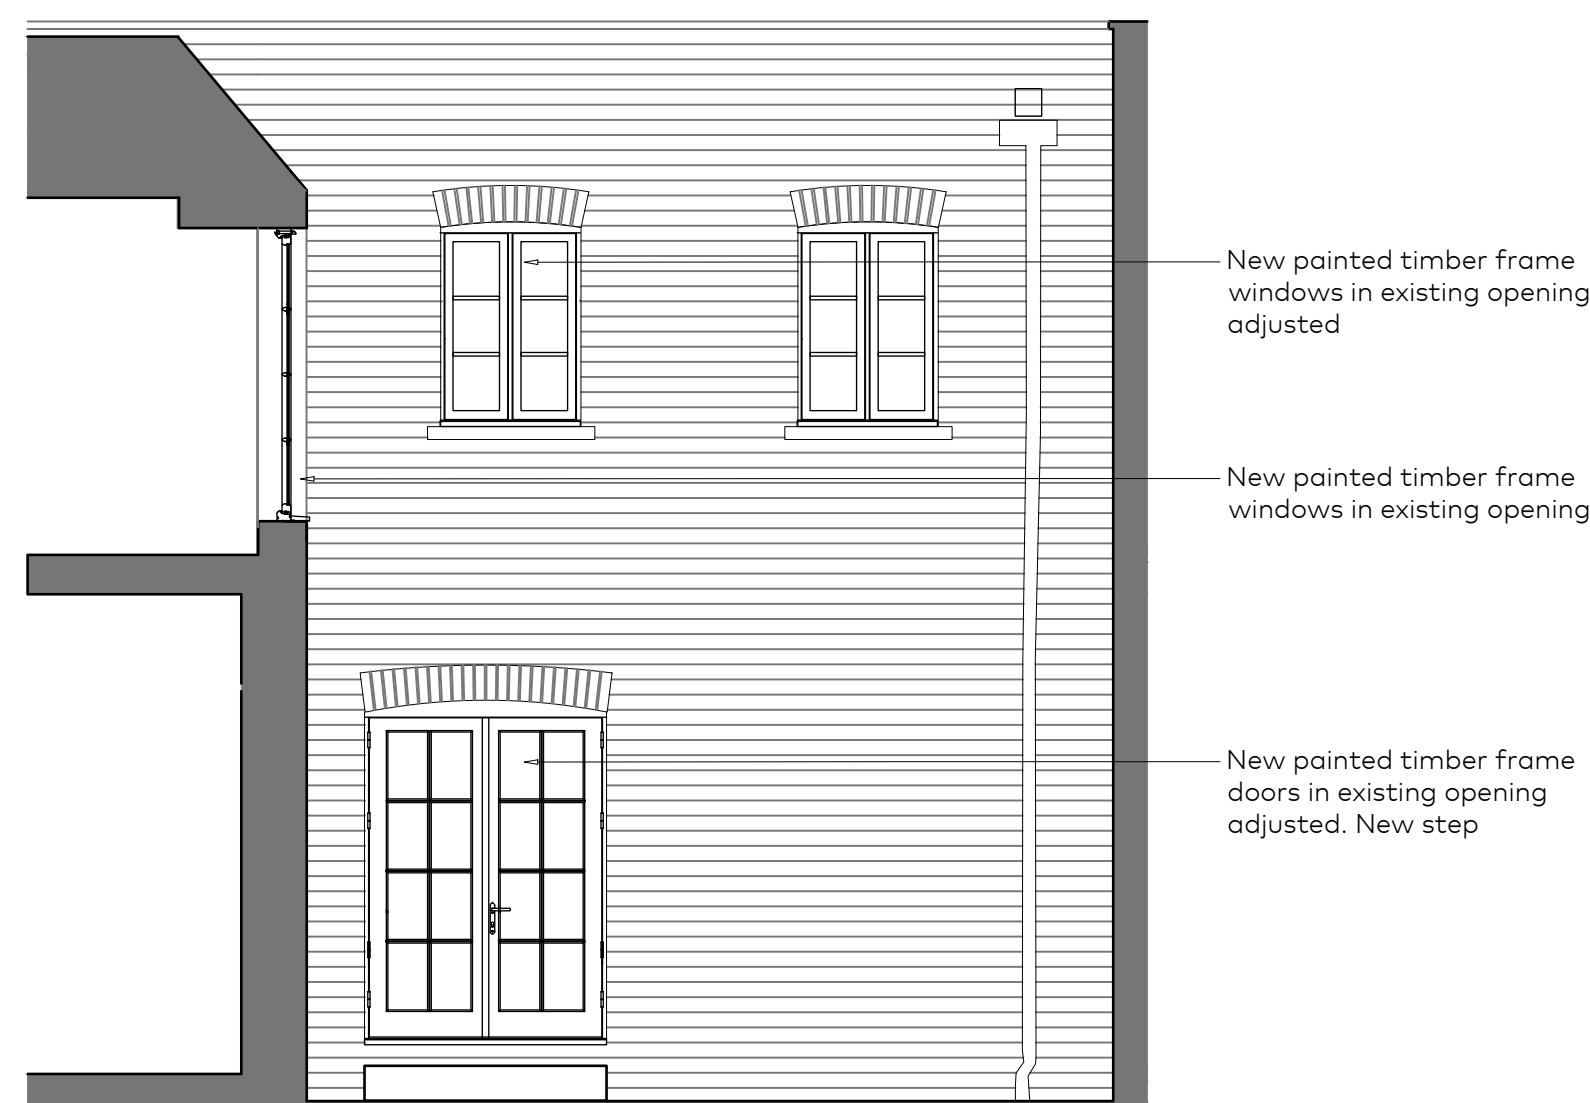 New painted timber frame
windows in existing opening
adjusted
New painted timber frame
windows in existing opening
New painted timber frame
doors in existing opening
adjusted. New step